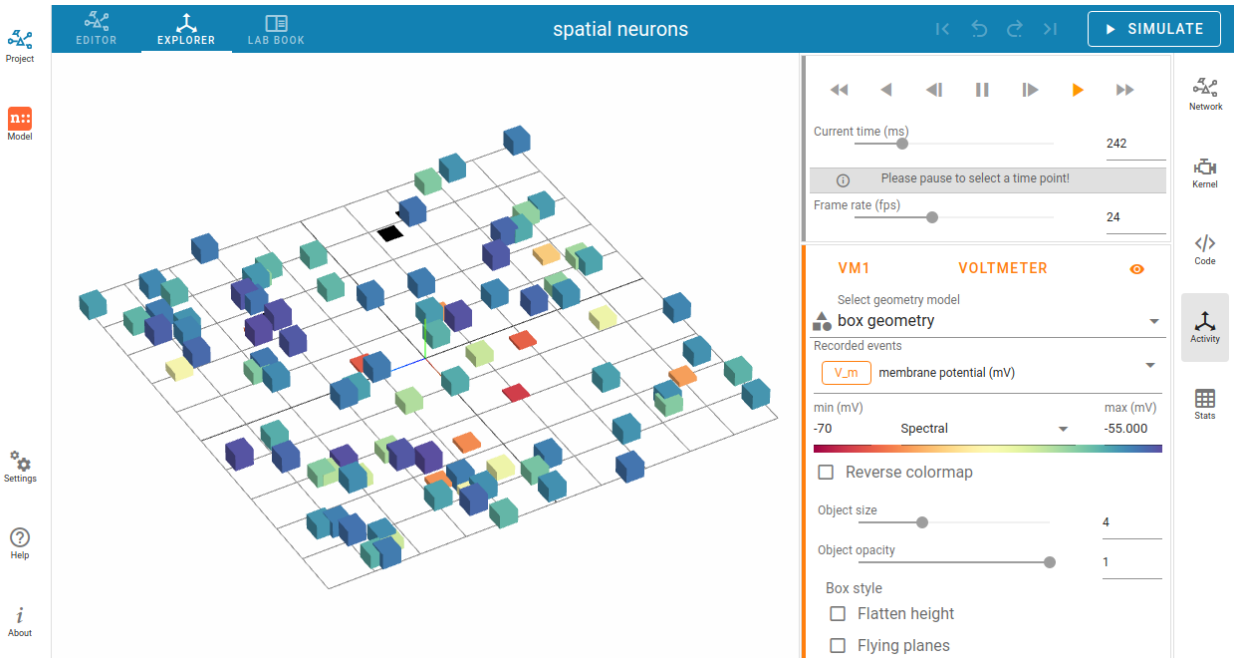 EDITOR
EXPLORER
LAB BOOK
spatial neurons
SIMULATE
Project
n::
Model
Settings
Help
i
About
Current time (ms)
242
Please pause to select a time point!
Frame rate (fps)
24
VM1 VOLTMETER
Select geometry model
box geometry
Recorded events
V_m membrane potential (mV)
min (mV) max (mV)
-70 Spectral -55.000
Reverse colormap
Object size
4
Object opacity
1
Box style
Flatten height
Flying planes
Network
Kernel
Code
Activity
Stats